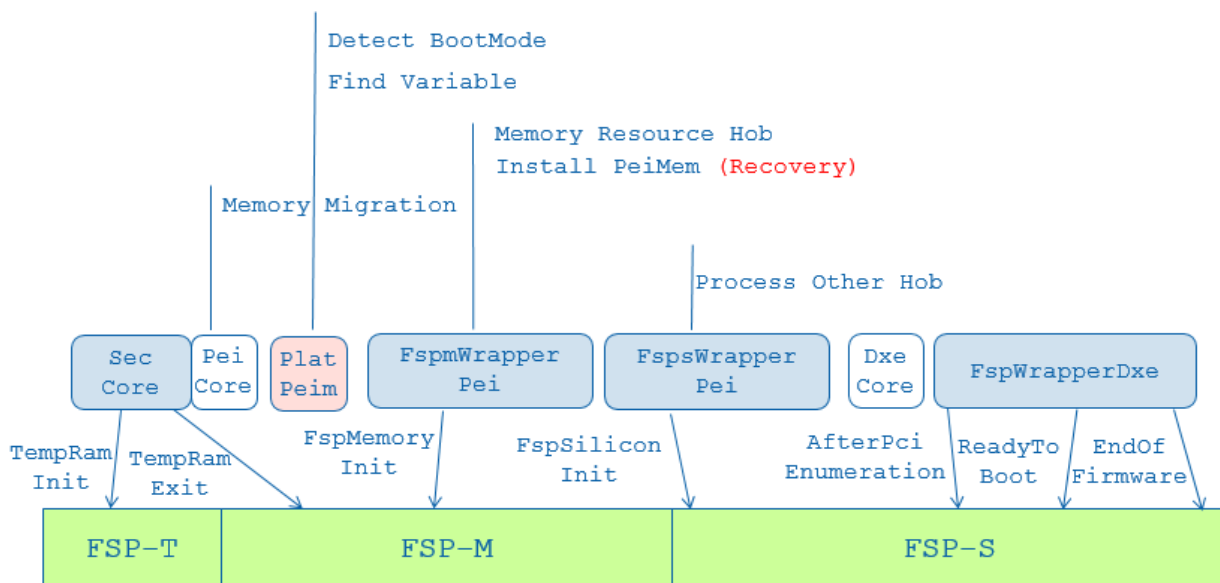 Detect BootMode
Find Variable
Memory Resource Hob
Install PeiMem (Recovery)
Memory Migration
Process Other Hob
Sec
Core
Pei
Core
Plat
Peim
FspmWrapper
Pei
FspsWrapper
Pei
Dxe
Core
FspWrapperDxe
TempRam
Init
TempRam
Exit
FspMemory
Init
FspSilicon
Init
AfterPci
Enumeration
ReadyTo
Boot
EndOf
Firmware
FSP-T
FSP-M
FSP-S